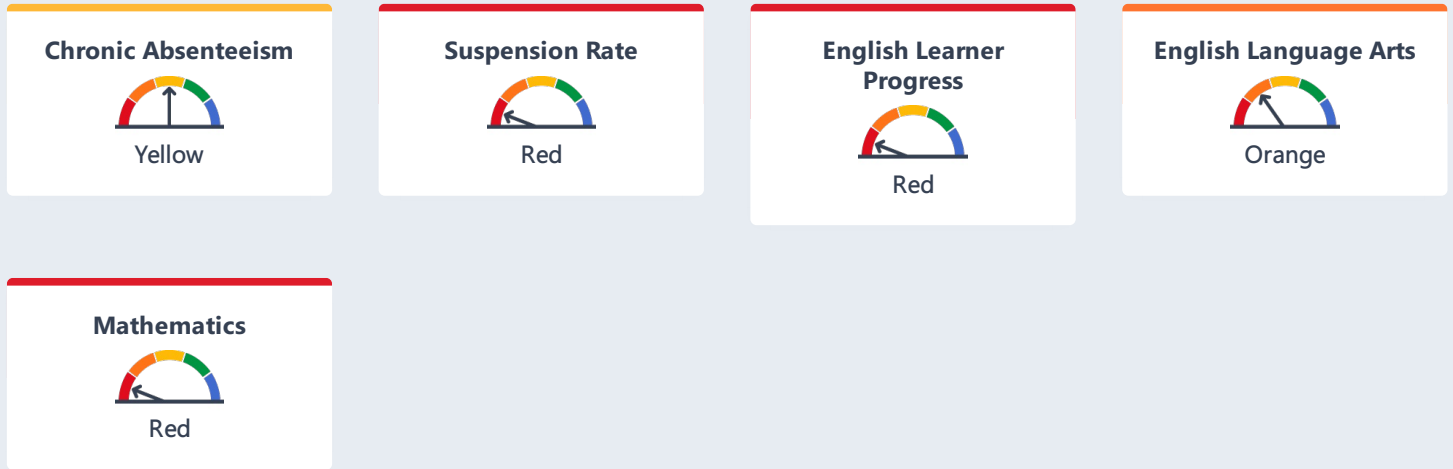 Chronic Absenteeism
Yellow
Suspension Rate
Red
English Learner
Progress
Red
English Language Arts
Orange
Mathematics
Red